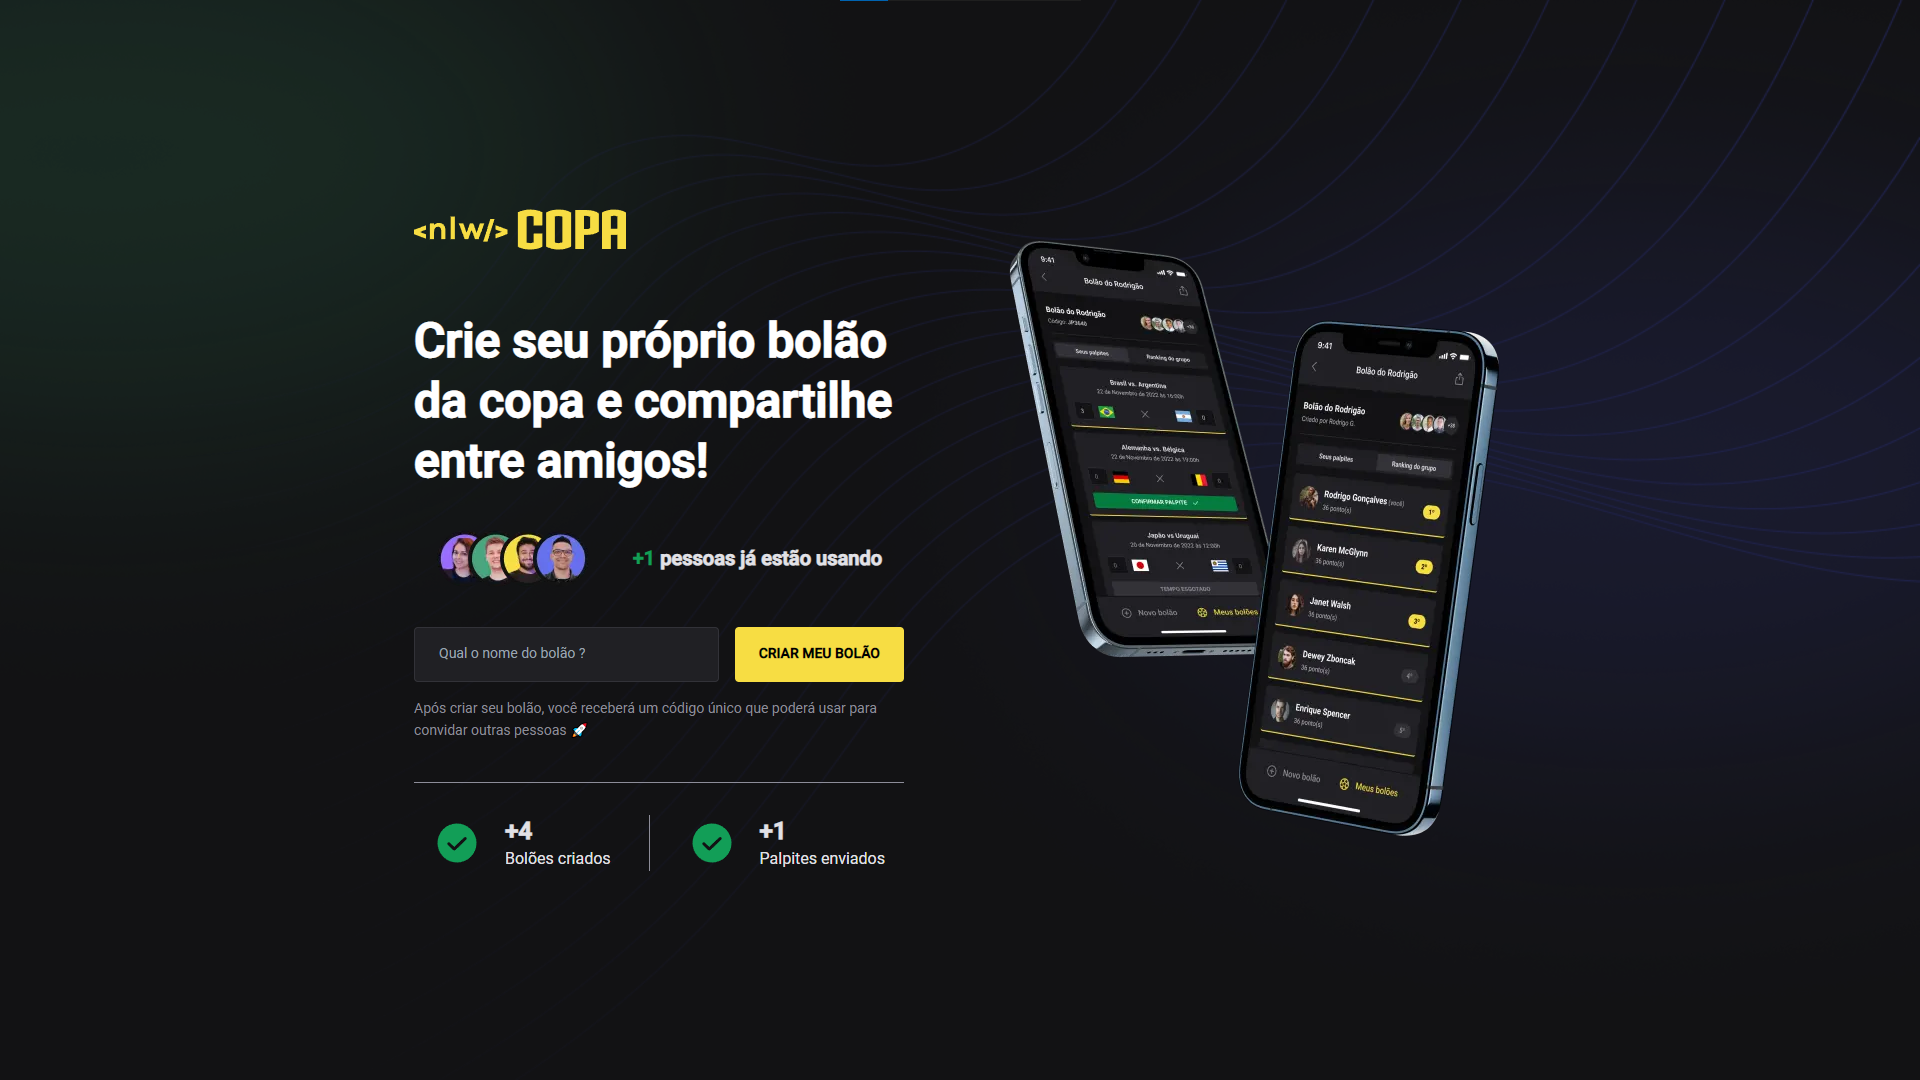 <nlw/> COPA
Crie seu próprio bolão
da copa e compartilhe
entre amigos!
+1 pessoas já estão usando
Qual o nome do bolão ?
CRIAR MEU BOLÃO
Após criar seu bolão, você receberá um código único que poderá usar para
convidar outras pessoas 🚀
+4
Bolões criados
+1
Palpites enviados
9:41
Bolão do Rodrigão
Bolão do Rodrigão
Código: JP3646
Seus palpites
Ranking do grupo
Brasil vs. Argentina
22 de Novembro de 2022 às 16:00h
3
0
Alemanha vs. Bélgica
22 de Novembro de 2022 às 19:00h
0
0
CONFIRMAR PALPITE
Japão vs Uruguai
20 de Novembro de 2022 às 12:00h
0
0
TEMPO ESGOTADO
Novo bolão
Meus bolões
9:41
Bolão do Rodrigão
Bolão do Rodrigão
Criado por Rodrigo G.
Seus palpites
Ranking do grupo
Rodrigo Gonçalves (você)
36 ponto(s)
1º
Karen McGlynn
36 ponto(s)
2º
Janet Walsh
36 ponto(s)
3º
Dewey Zboncak
36 ponto(s)
4º
Enrique Spencer
36 ponto(s)
5º
Novo bolão
Meus bolões